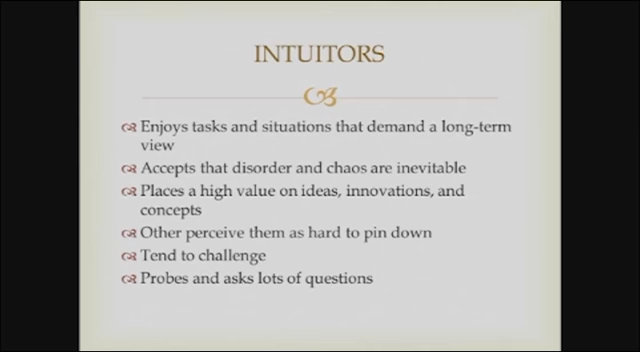 INTUITORS
Enjoys tasks and situations that demand a long-term
view
Accepts that disorder and chaos are inevitable
Places a high value on ideas, innovations, and
concepts
Other perceive them as hard to pin down
Tend to challenge
Probes and asks lots of questions